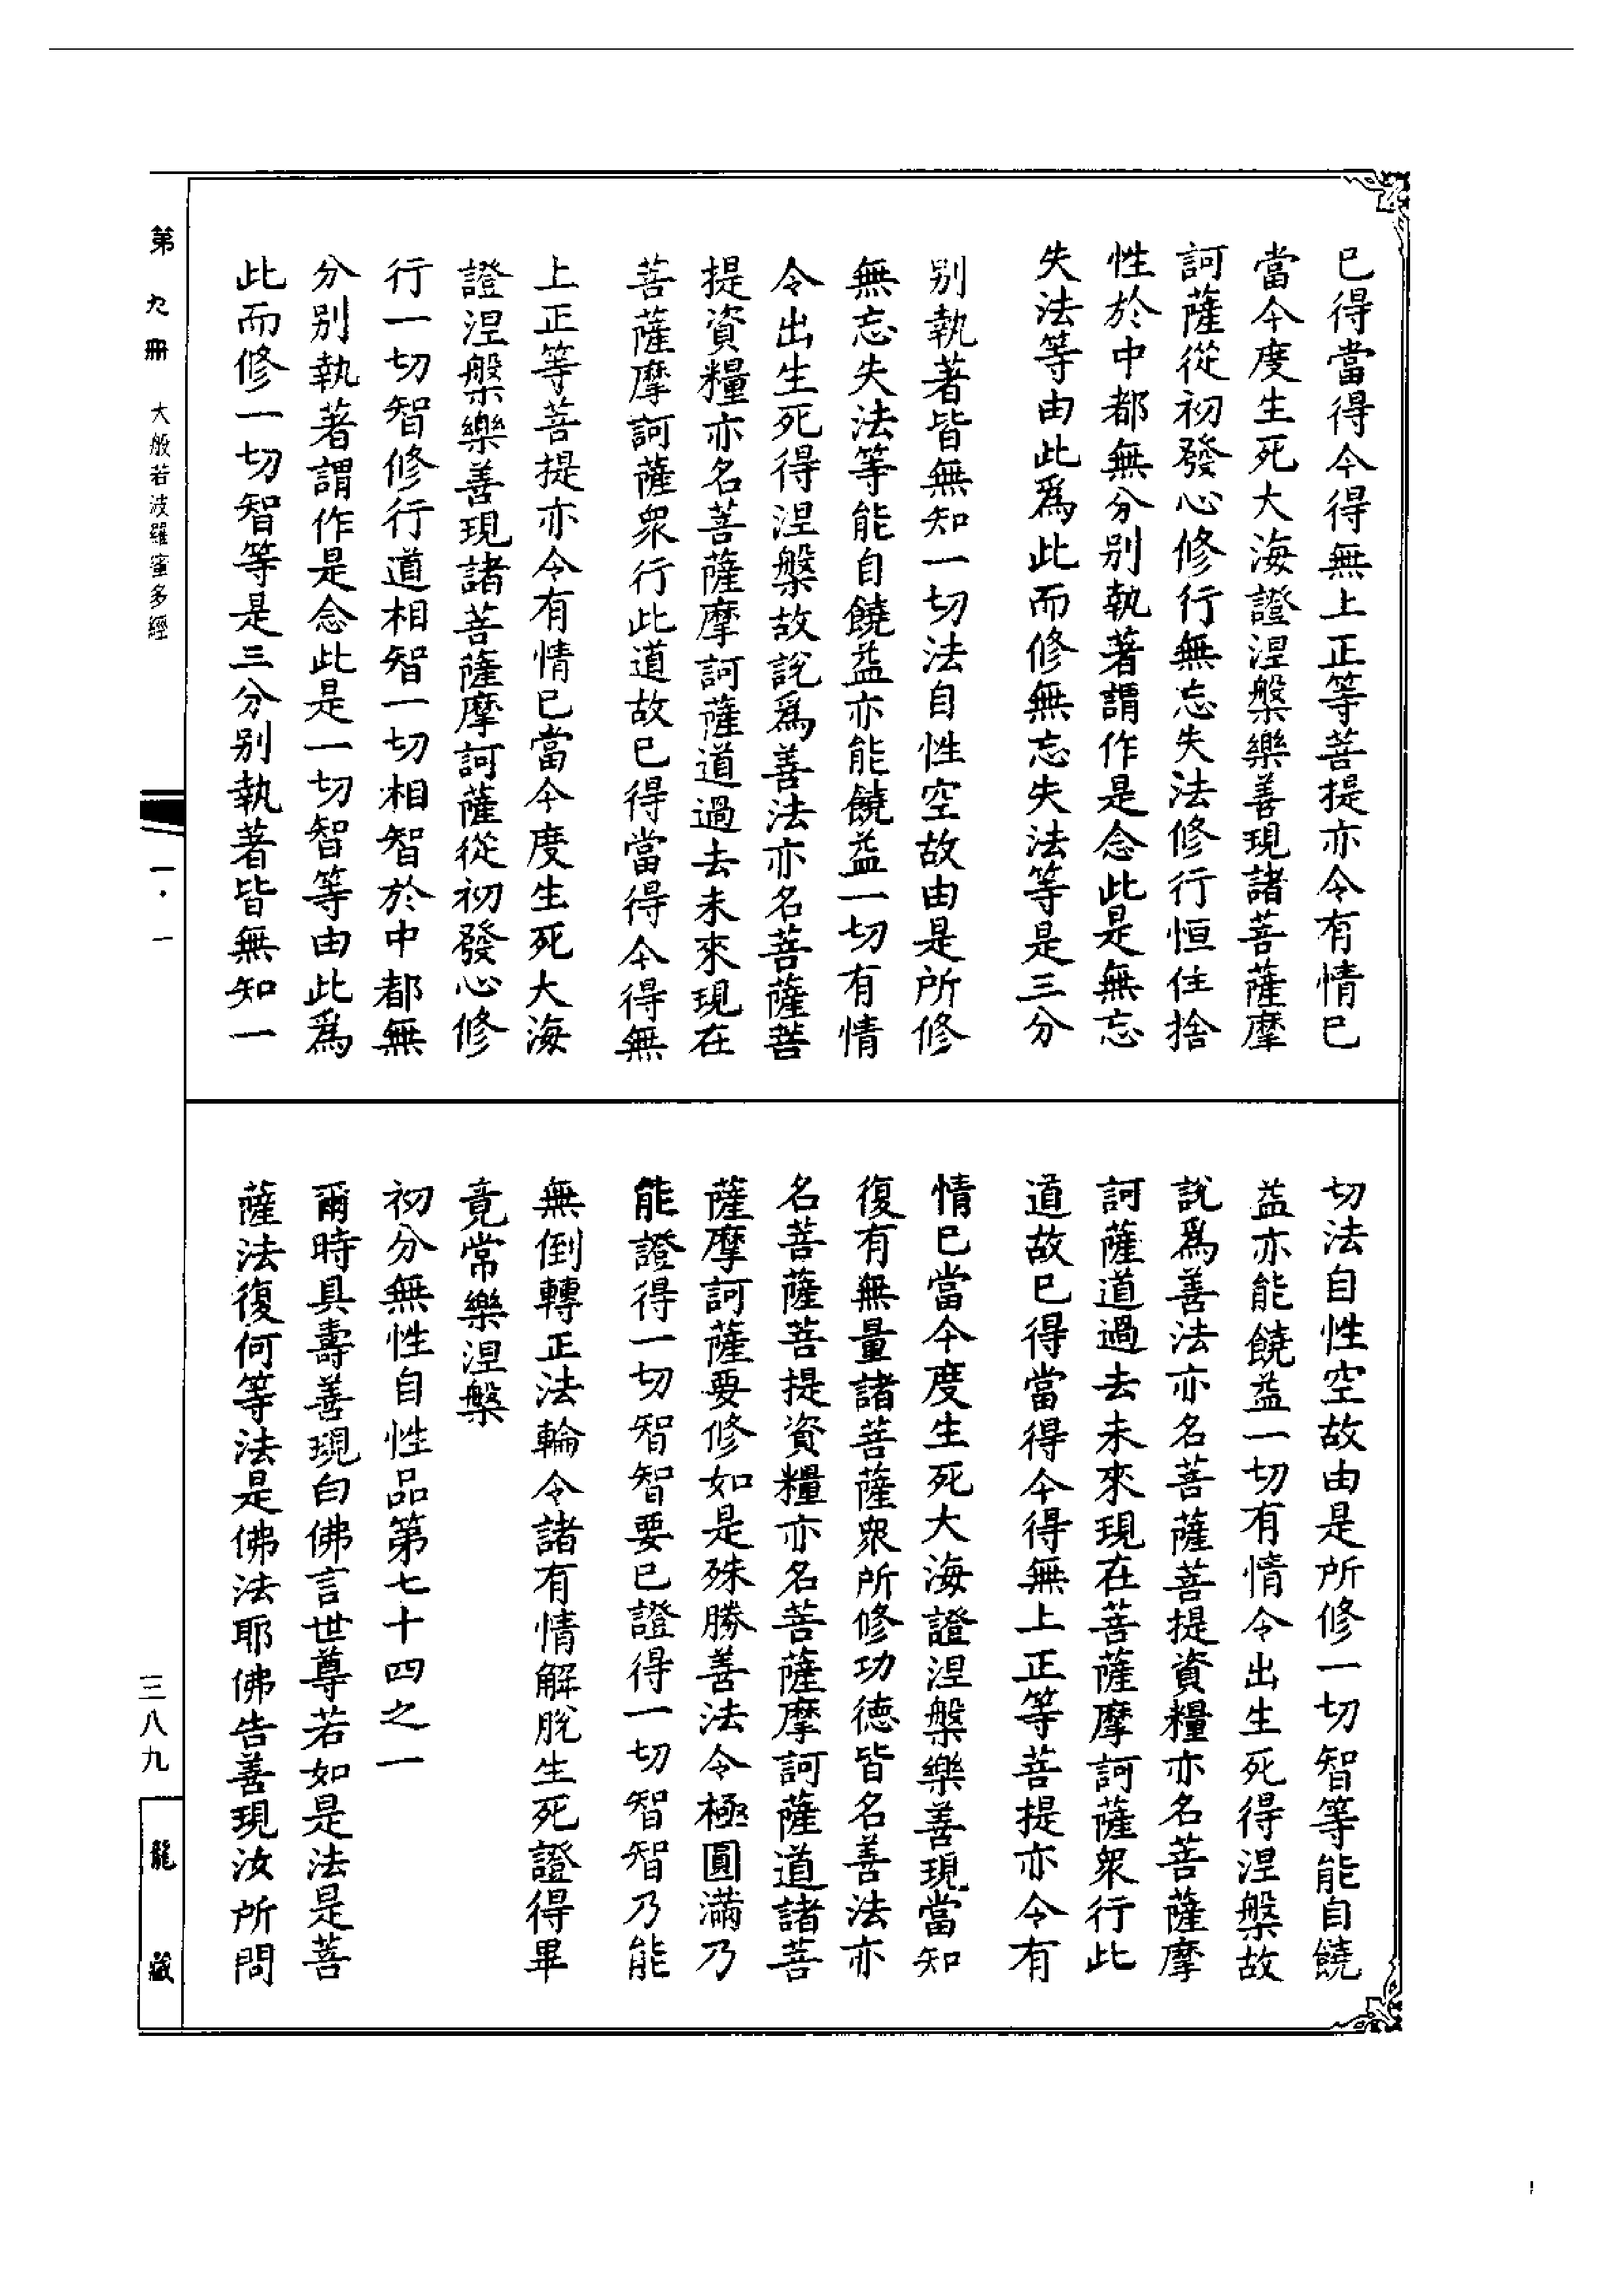 已得當得今得無上正等菩提亦令有情已
當今度生死大海證涅槃樂善現諸菩薩摩
訶薩從初發心修行無忘失法修行恒住捨
性於中都無分別執著謂作是念此是無忘
失法等由此爲此而修無忘失法等是三分
別執著皆無知一切法自性空故由是所修
無忘失法等能自饒益亦能饒益一切有情
令出生死得涅槃故說爲善法亦名菩薩菩
提資糧亦名菩薩摩訶薩道過去未來現在
菩薩摩訶薩衆行此道故已得當得今得無
上正等菩提亦令有情已當今度生死大海
證涅槃樂善現諸菩薩摩訶薩從初發心修
行一切智修行道相智一切相智於中都無
分別執著謂作是念此是一切智等由此爲
此而修一切智等是三分別執著皆無知一
切法自性空故由是所修一切智等能自饒
益亦能饒益一切有情令出生死得涅槃故
說爲善法亦名菩薩菩提資糧亦名菩薩摩
訶薩道過去未來現在菩薩摩訶薩衆行此
道故已得當得今得無上正等菩提亦令有
情已當今度生死大海證涅槃樂善現當知
復有無量諸菩薩衆所修功德皆名善法亦
名菩薩菩提資糧亦名菩薩摩訶薩道諸菩
薩摩訶薩要修如是殊勝善法令極圓滿乃
能證得一切智智要已證得一切智智乃能
無倒轉正法輪令諸有情解脫生死證得畢
竟常樂涅槃
初分無性自性品第七十四之一
爾時具壽善現白佛言世尊若如是法是菩
薩法復何等法是佛法耶佛告善現汝所問
第九冊 大般若波羅蜜多經
一·一
三八九
龍藏